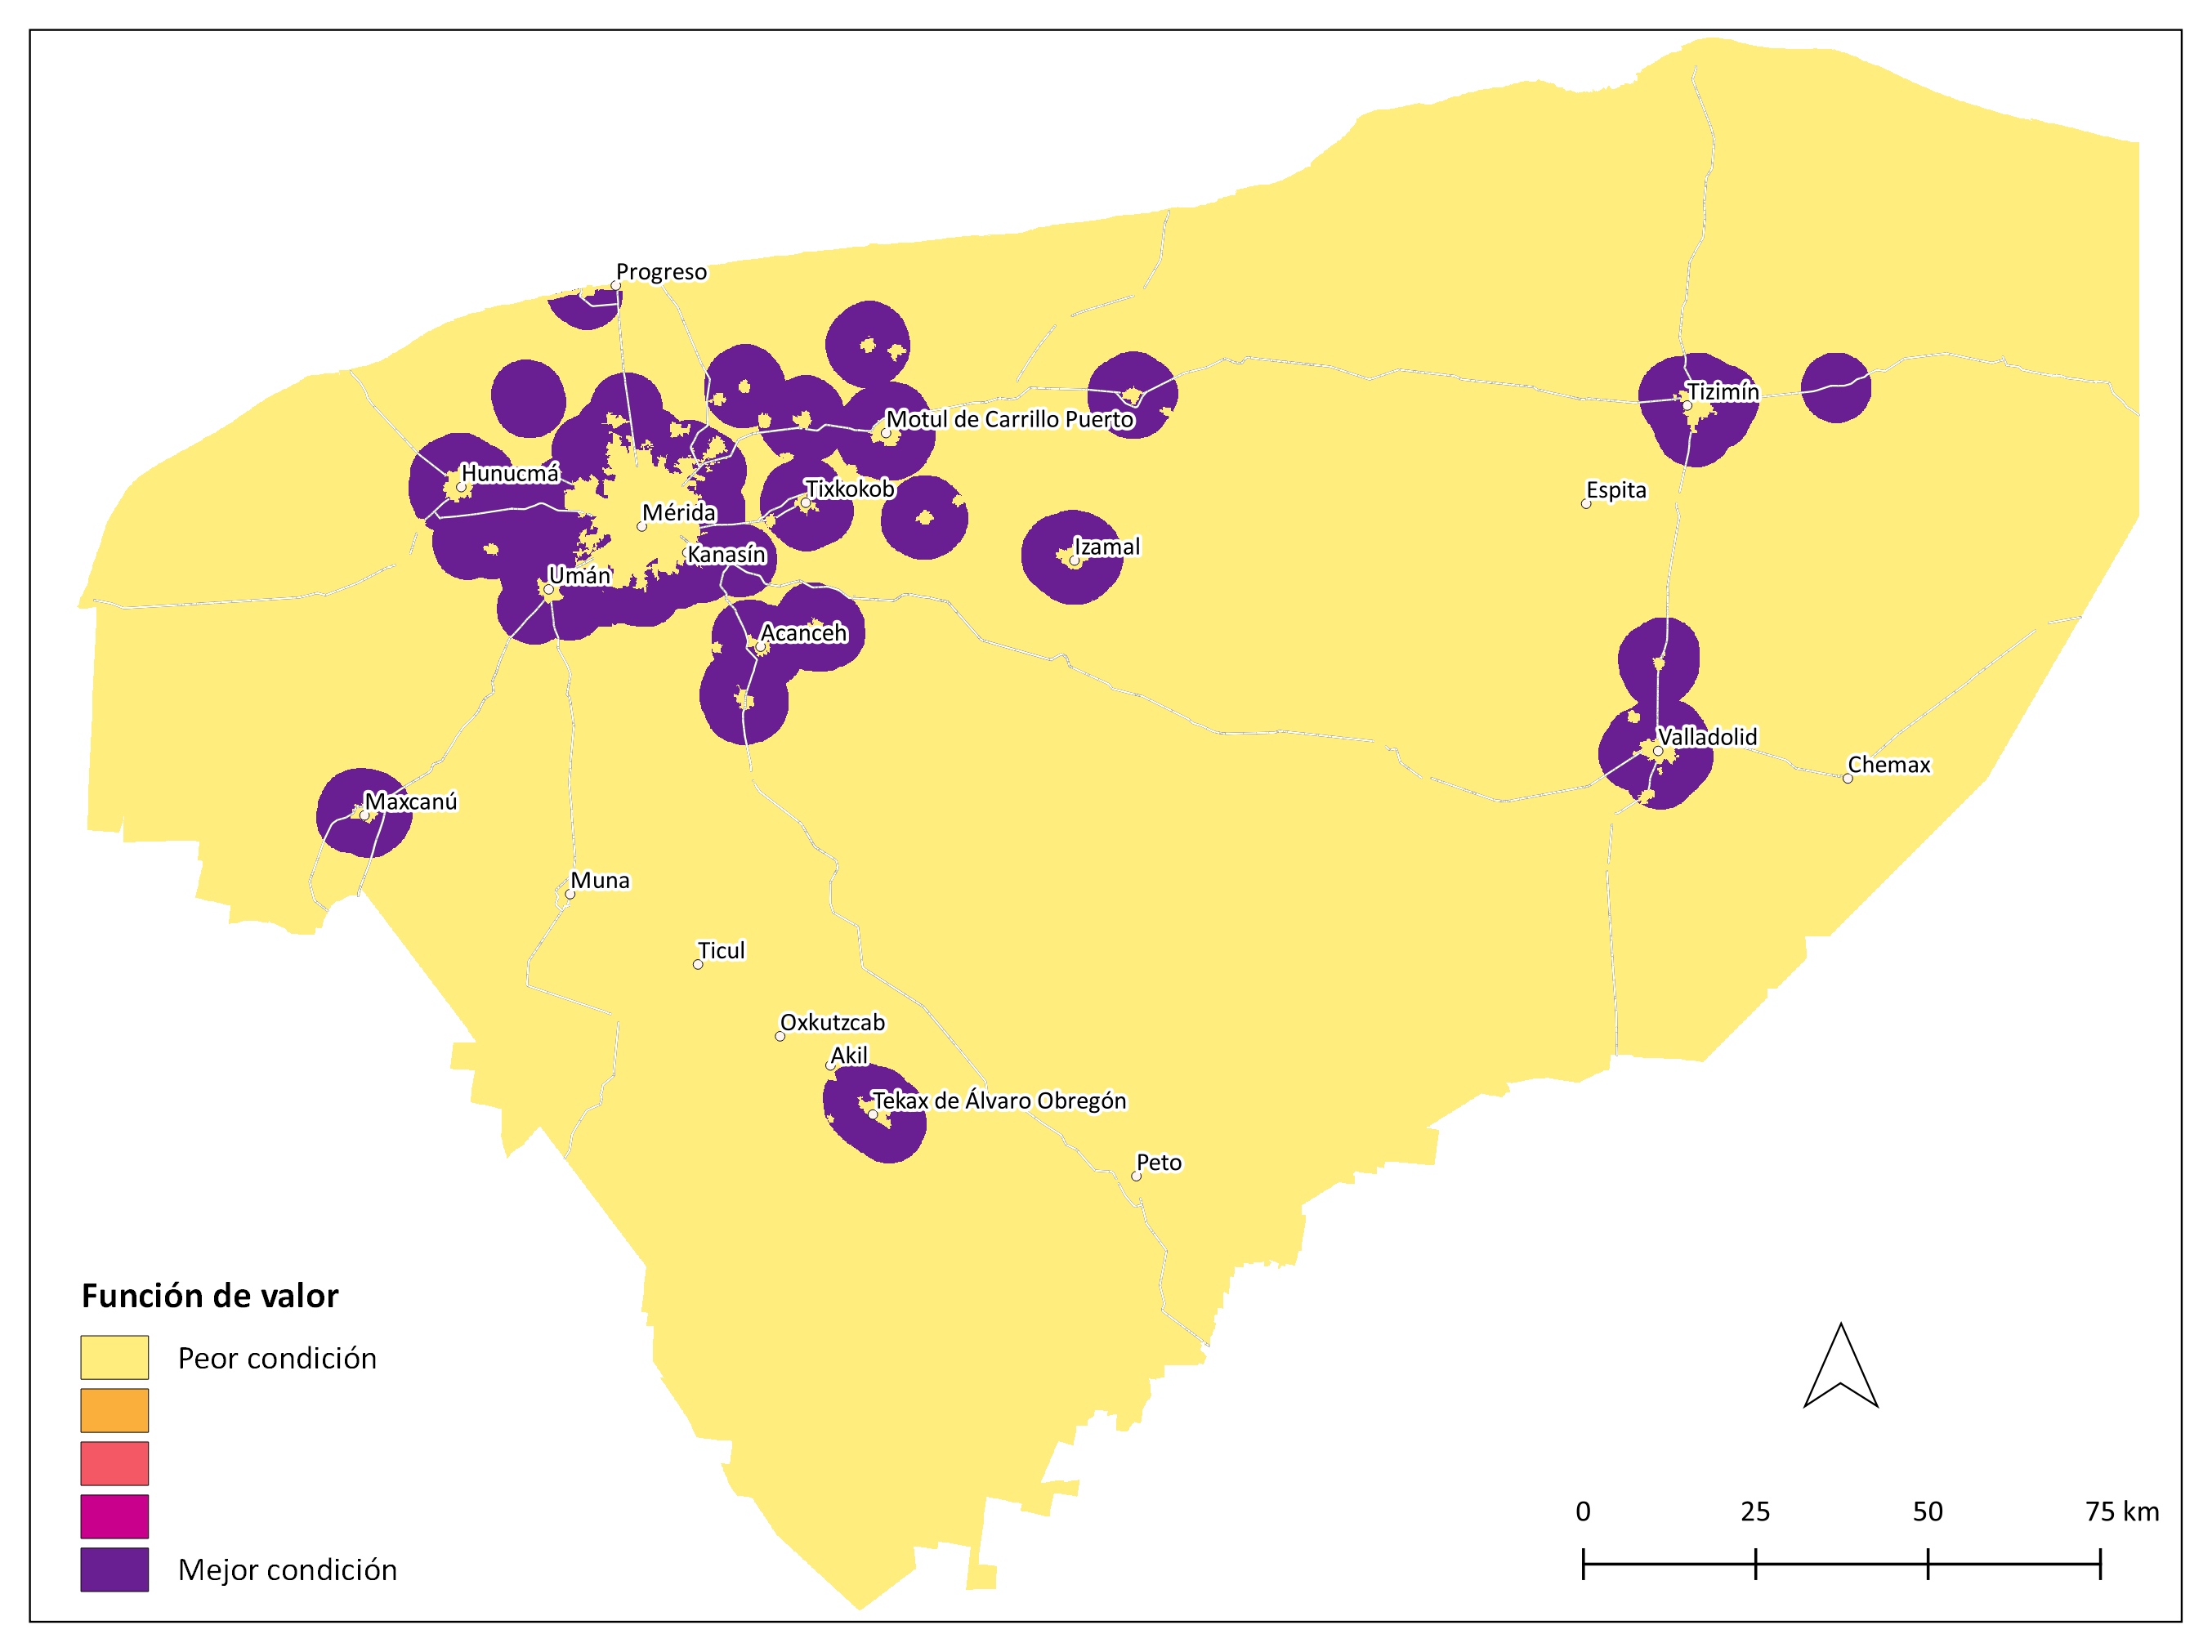 Progreso
Tizimín
Motul de Carrillo Puerto
Hunucmá
Tixkokob
Espita
Mérida
Kanasín
Izamal
Umán
Acanceh
Valladolid
Chemax
Maxcanú
Muna
Ticul
Oxkutzcab
Akil
Tekax de Álvaro Obregón
Peto
Función de valor
Peor condición
Mejor condición
0 25 50 75 km